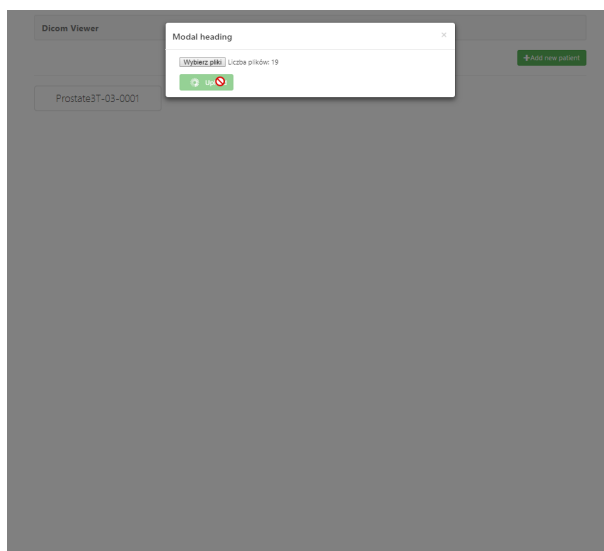 Dicom Viewer
Modal heading
×
Wybierz pliki Liczba plików: 19
+Add new patient
Prostate3T-03-0001